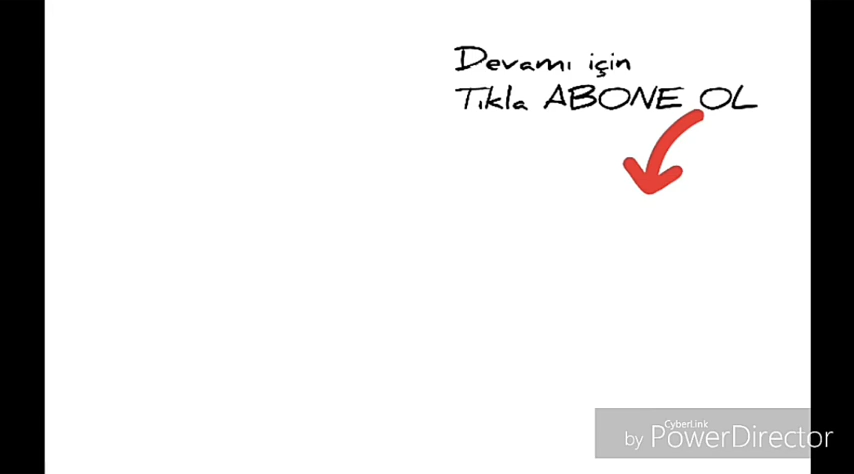 Devamı için
Tıkla ABONE OL
CyberLink
by PowerDirector